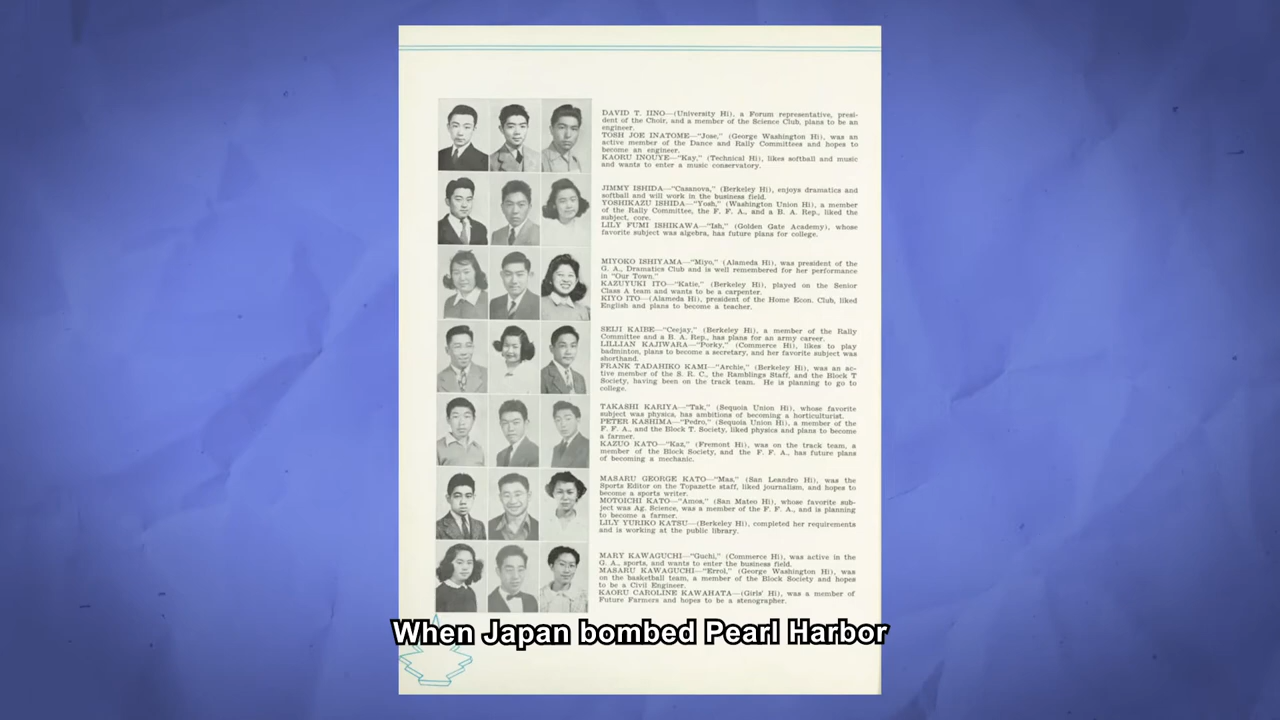 DAVID T. IINO—(University Hi), a Forum representative, presi-
dent of the Choir, and a member of the Science Club, plans to be an
engineer.
TOSH JOE INATOME—"Jose," (George Washington Hi), was an
active member of the Dance and Rally Committees and hopes to
become an engineer.
KAORU INOUYE—"Kay," (Technical Hi), likes softball and music
and wants to enter a music conservatory.
JIMMY ISHIDA—"Casanova," (Berkeley Hi), enjoys dramatics and
softball and will work in the business field.
YOSHIKAZU ISHIDA—"Yosh," (Washington Union Hi), a member
of the Rally Committee, the F. F. A., and a B. A. Rep., liked the
subject, core.
LILY FUMI ISHIKAWA—"Ish," (Golden Gate Academy), whose
favorite subject was algebra, has future plans for college.
MIYOKO ISHIYAMA—"Miyo," (Alameda Hi), was president of the
G. A., Dramatics Club and is well remembered for her performance
in "Our Town."
KAZUYUKI ITO—"Katie," (Berkeley Hi), played on the Senior
Class A team and wants to be a carpenter.
KIYO ITO—(Alameda Hi), president of the Home Econ. Club, liked
English and plans to become a teacher.
SEIJI KAIBE—"Ceejay," (Berkeley Hi), a member of the Rally
Committee and a B. A. Rep., has plans for an army career.
LILLIAN KAJIWARA—"Porky," (Commerce Hi), likes to play
badminton, plans to become a secretary, and her favorite subject was
shorthand.
FRANK TADAHIKO KAMI—"Archie," (Berkeley Hi), was an ac-
tive member of the S. R. C., the Ramblings Staff, and the Block T
Society, having been on the track team. He is planning to go to
college.
TAKASHI KARIYA—"Tak," (Sequoia Union Hi), whose favorite
subject was physics, has ambitions of becoming a horticulturist.
PETER KASHIMA—"Pedro," (Sequoia Union Hi), a member of the
F. F. A., and the Block T. Society, liked physics and plans to become
a farmer.
KAZUO KATO—"Kaz," (Fremont Hi), was on the track team, a
member of the Block Society, and the F. F. A., has future plans
of becoming a mechanic.
MASARU GEORGE KATO—"Mas," (San Leandro Hi), was the
Sports Editor on the Topazette staff, liked journalism, and hopes to
become a sports writer.
MOTOICHI KATO—"Amos," (San Mateo Hi), whose favorite sub-
ject was Ag. Science, was a member of the F. F. A., and is planning
to become a farmer.
LILY YURIKO KATSU—(Berkeley Hi), completed her requirements
and is working at the public library.
MARY KAWAGUCHI—"Guchi," (Commerce Hi), was active in the
G. A., sports, and wants to enter the business field.
MASARU KAWAGUCHI—"Errol," (George Washington Hi), was
on the basketball team, a member of the Block Society and hopes
to be a Civil Engineer.
KAORU CAROLINE KAWAHATA—(Girls' Hi), was a member of
Future Farmers and hopes to be a stenographer.
When Japan bombed Pearl Harbor